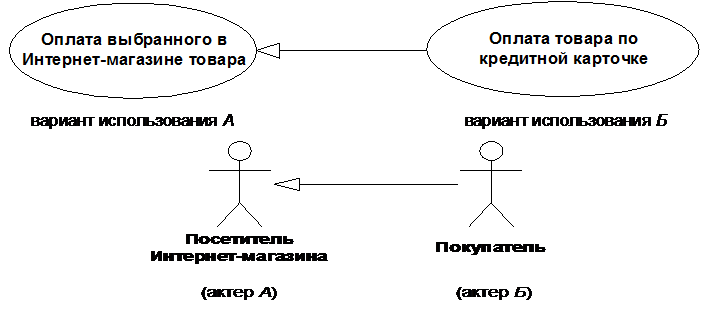 Оплата выбранного в
Интернет-магазине товара
Оплата товара по
кредитной карточке
вариант использования А
вариант использования Б
Посетитель
Интернет-магазина
Покупатель
(актер А)
(актер Б)